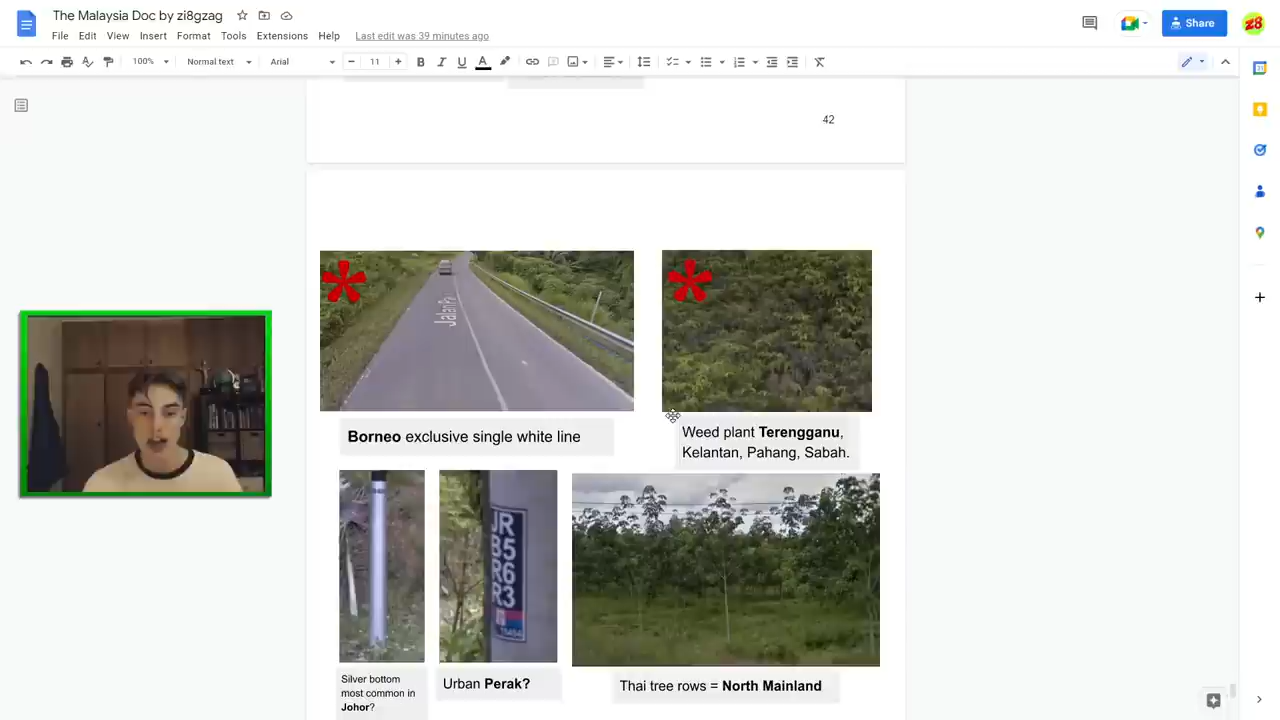 The Malaysia Doc by zi8gzag
File Edit View Insert Format Tools Extensions Help Last edit was 39 minutes ago
Share
Z8
100% Normal text Arial 11
42
Jalan Pa
*
*
Borneo exclusive single white line
Weed plant Terengganu,
Kelantan, Pahang, Sabah.
JR
B5
R6
R3
Silver bottom
most common in
Johor?
Urban Perak?
Thai tree rows = North Mainland